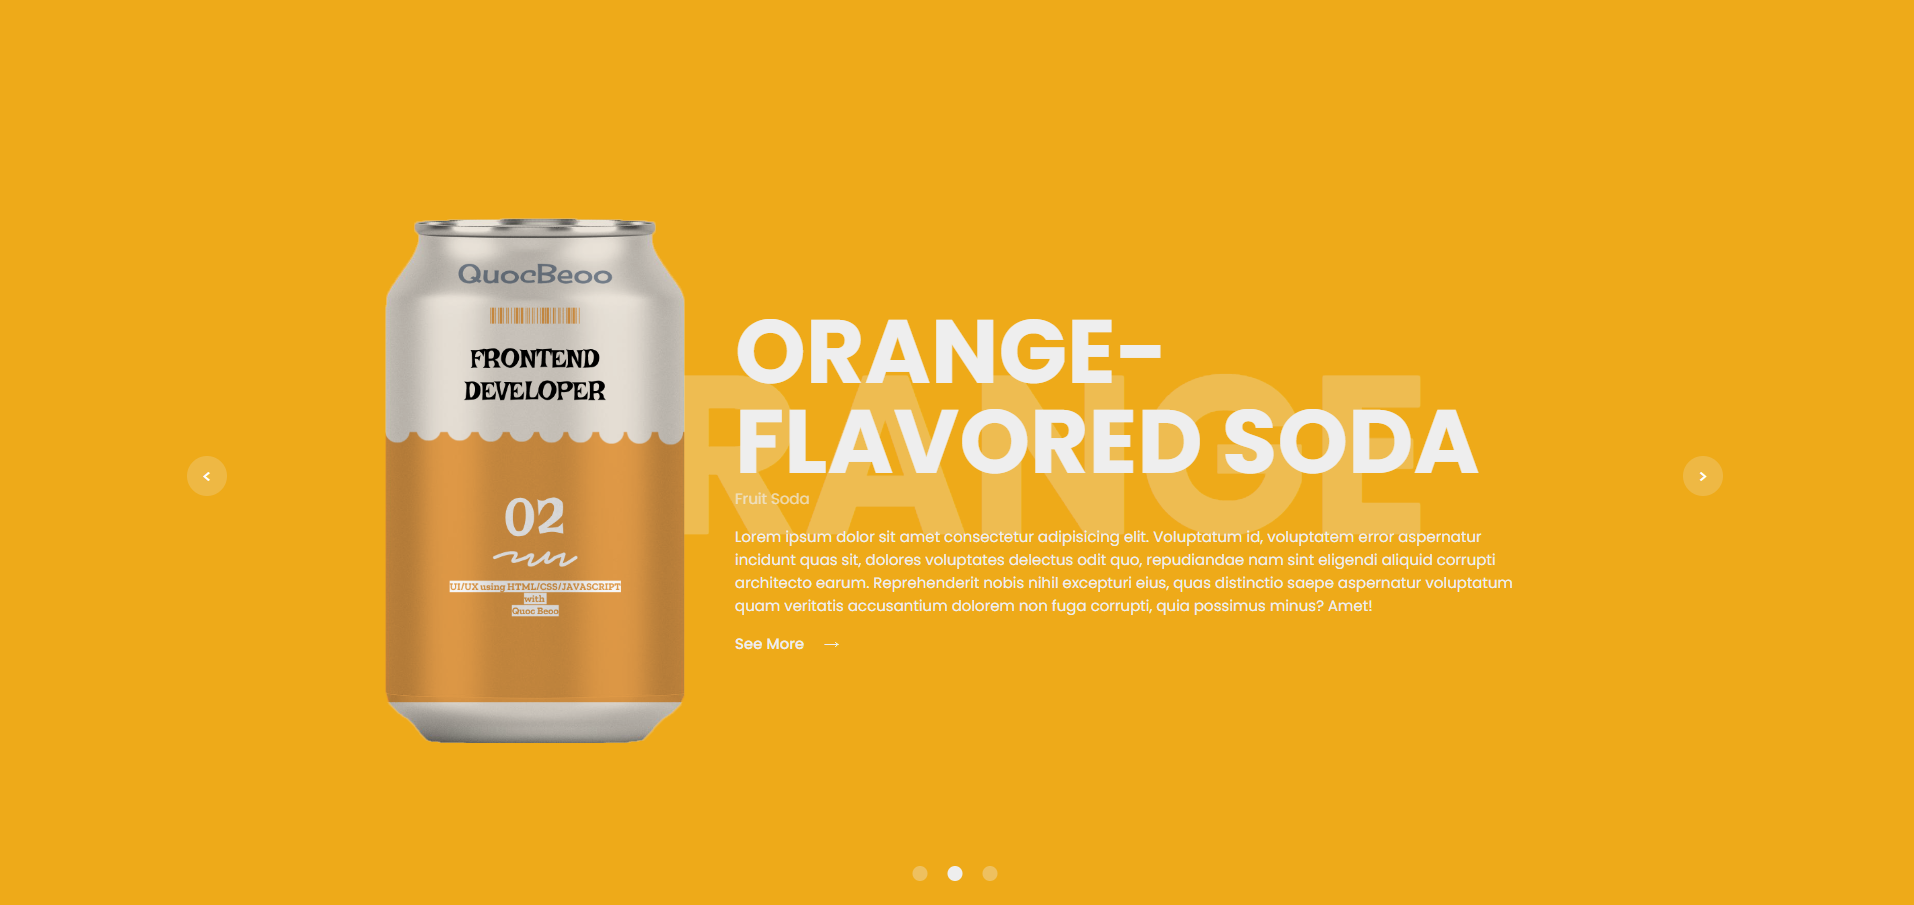 QuocBeoo
FRONTEND
DEVELOPER
02
UI/UX using HTML/CSS/JAVASCRIPT
with
Quoc Beoo
RANGE
ORANGE-
FLAVORED SODA
Fruit Soda
Lorem ipsum dolor sit amet consectetur adipisicing elit. Voluptatum id, voluptatem error aspernatur
incidunt quas sit, dolores voluptates delectus odit quo, repudiandae nam sint eligendi aliquid corrupti
architecto earum. Reprehenderit nobis nihil excepturi eius, quas distinctio saepe aspernatur voluptatum
quam veritatis accusantium dolorem non fuga corrupti, quia possimus minus? Amet!
See More →